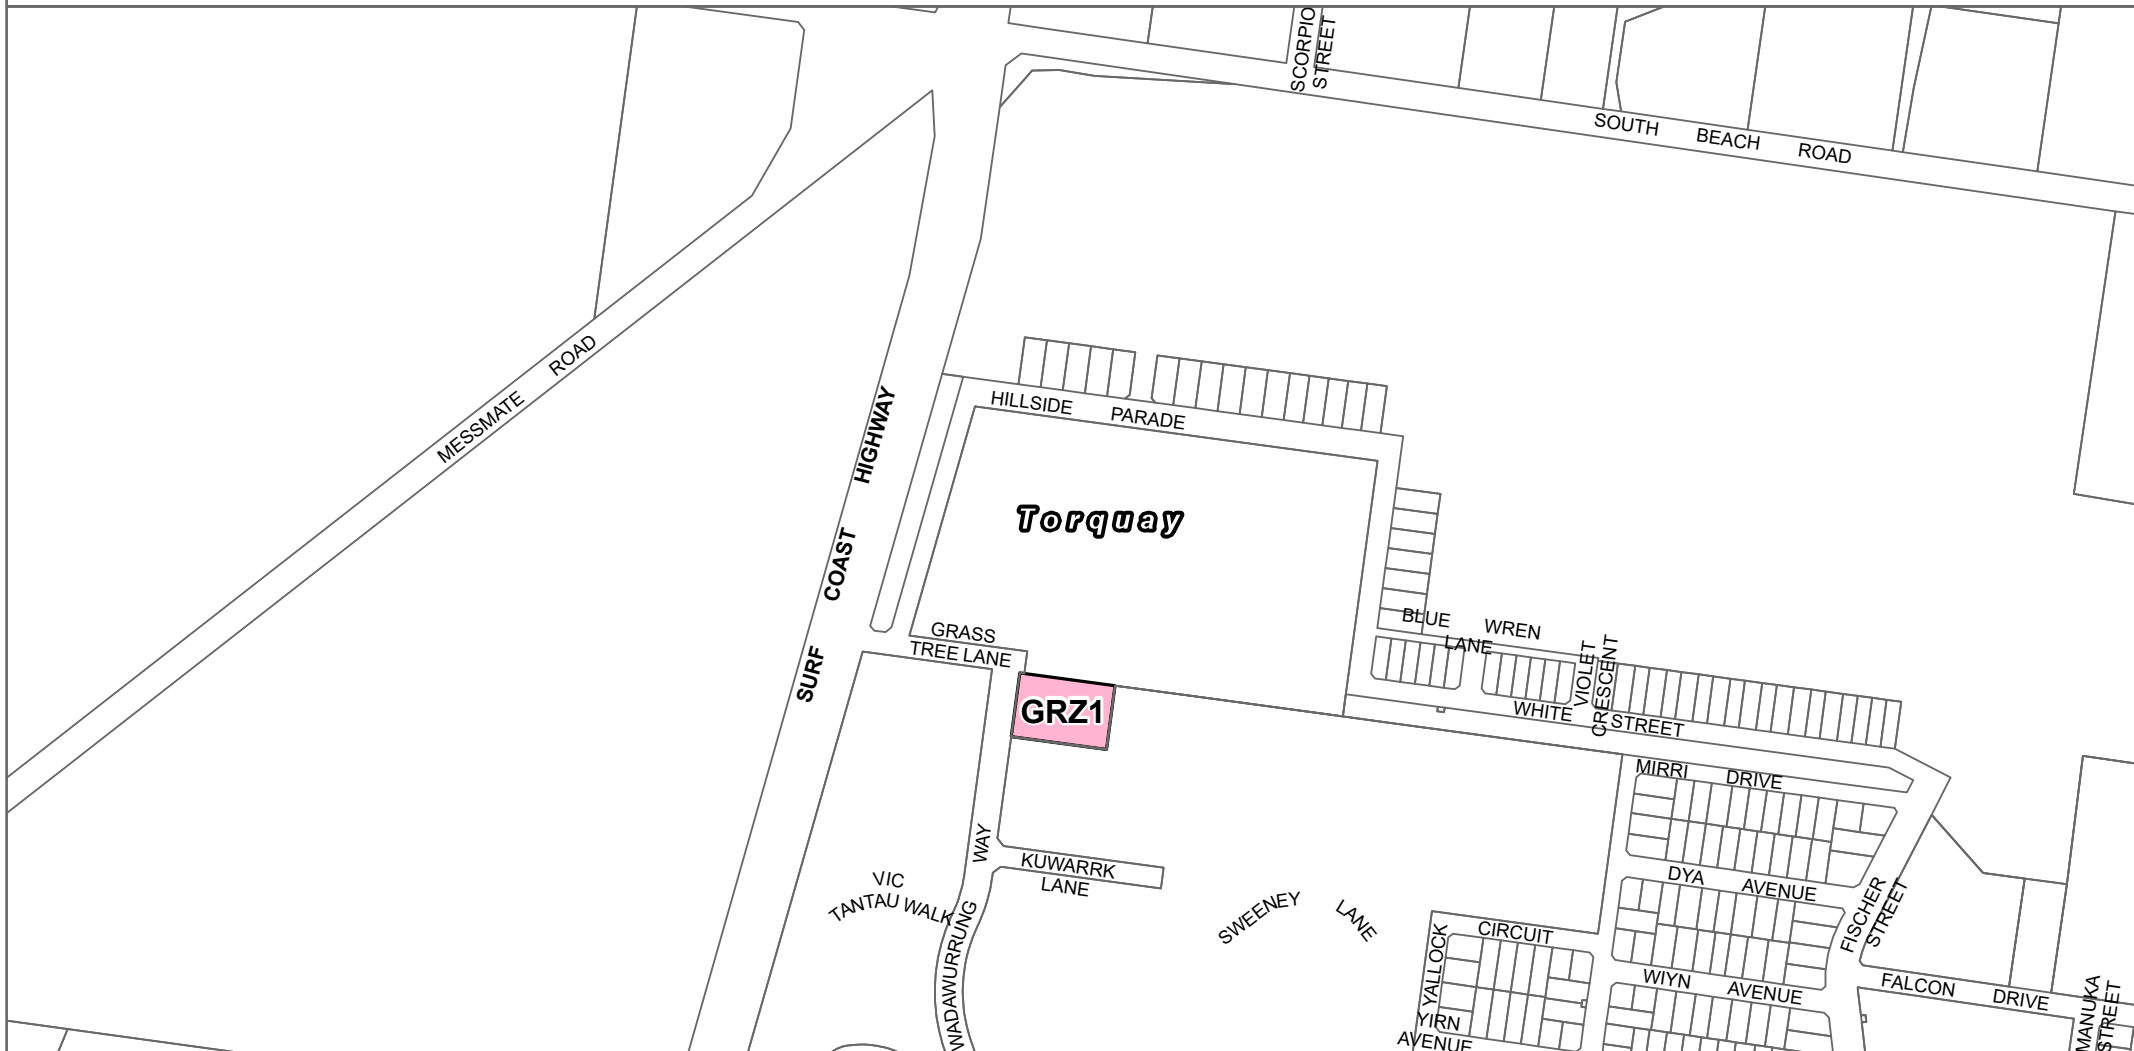 SCORPIO
STREET
SOUTH BEACH ROAD
MESSMATE ROAD
SURF COAST HIGHWAY
HILLSIDE PARADE
Torquay
GRASS
TREE LANE
GRZ1
BLUE WREN
LANE
VIOLET
CRESCENT
WHITE STREET
MIRRI DRIVE
WAY
KUWARRK
LANE
VIC
TANTAU WALK
WADAWURRUNG
SWEENEY LANE
DYA AVENUE
FISCHER
STREET
CIRCUIT
YALLOCK
WIYN AVENUE
YIRN
AVENUE
FALCON DRIVE
MANUKA
STREET